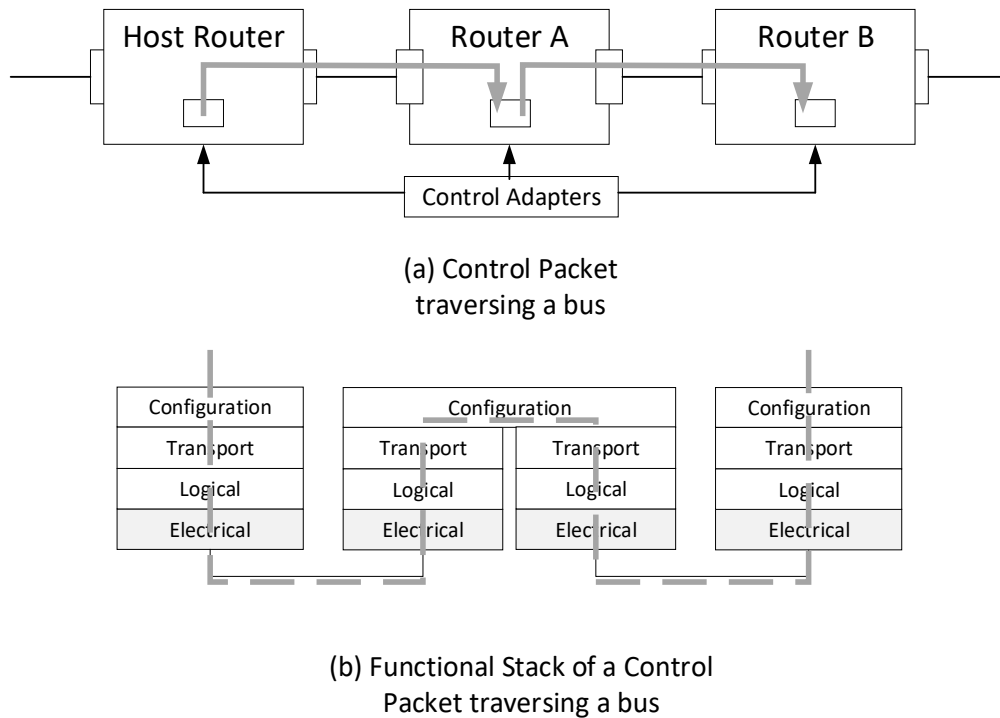 Host Router
Router A
Router B
Control Adapters
(a) Control Packet
traversing a bus
Configuration
Configuration
Configuration
Transport
Transport
Transport
Transport
Logical
Logical
Logical
Logical
Electrical
Electrical
Electrical
Electrical
(b) Functional Stack of a Control
Packet traversing a bus